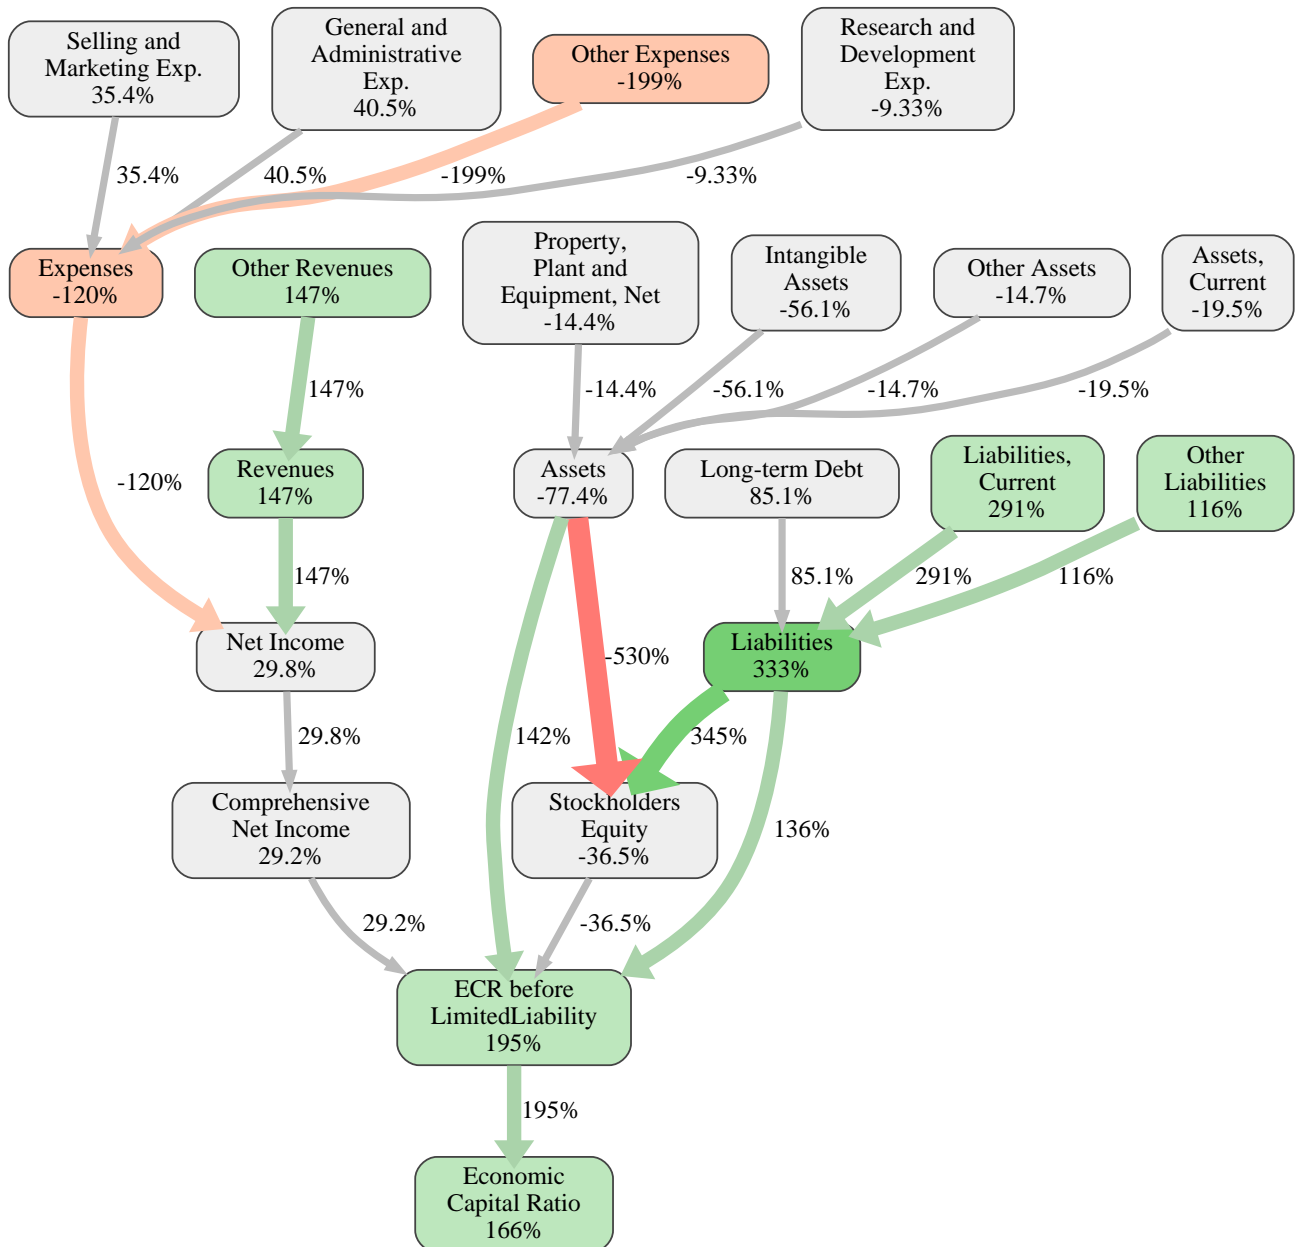 Selling and
Marketing Exp.
35.4%
General and
Administrative
Exp.
40.5%
Other Expenses
-199%
Research and
Development
Exp.
-9.33%
35.4%
40.5%
-199%
-9.33%
Expenses
-120%
Other Revenues
147%
Property,
Plant and
Equipment, Net
-14.4%
Intangible
Assets
-56.1%
Other Assets
-14.7%
Assets,
Current
-19.5%
147%
-14.4%
-56.1%
-14.7%
-19.5%
-120%
Revenues
147%
Assets
-77.4%
Long-term Debt
85.1%
Liabilities,
Current
291%
Other
Liabilities
116%
147%
85.1%
291%
116%
Net Income
29.8%
-530%
Liabilities
333%
29.8%
142%
345%
Comprehensive
Net Income
29.2%
Stockholders
Equity
-36.5%
136%
29.2%
-36.5%
ECR before
LimitedLiability
195%
195%
Economic
Capital Ratio
166%